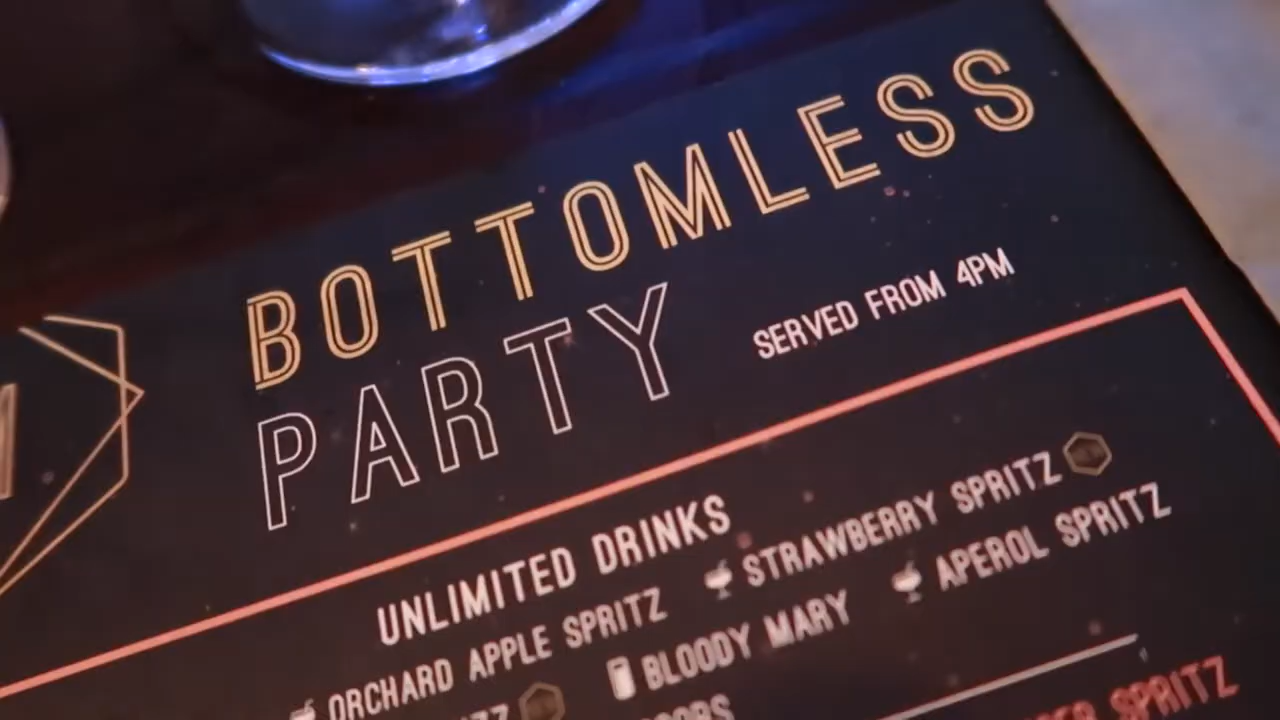 BOTTOMLESS
PARTY
SERVED FROM 4PM
UNLIMITED DRINKS
ORCHARD APPLE SPRITZ STRAWBERRY SPRITZ
BLOODY MARY APEROL SPRITZ
SPRITZ